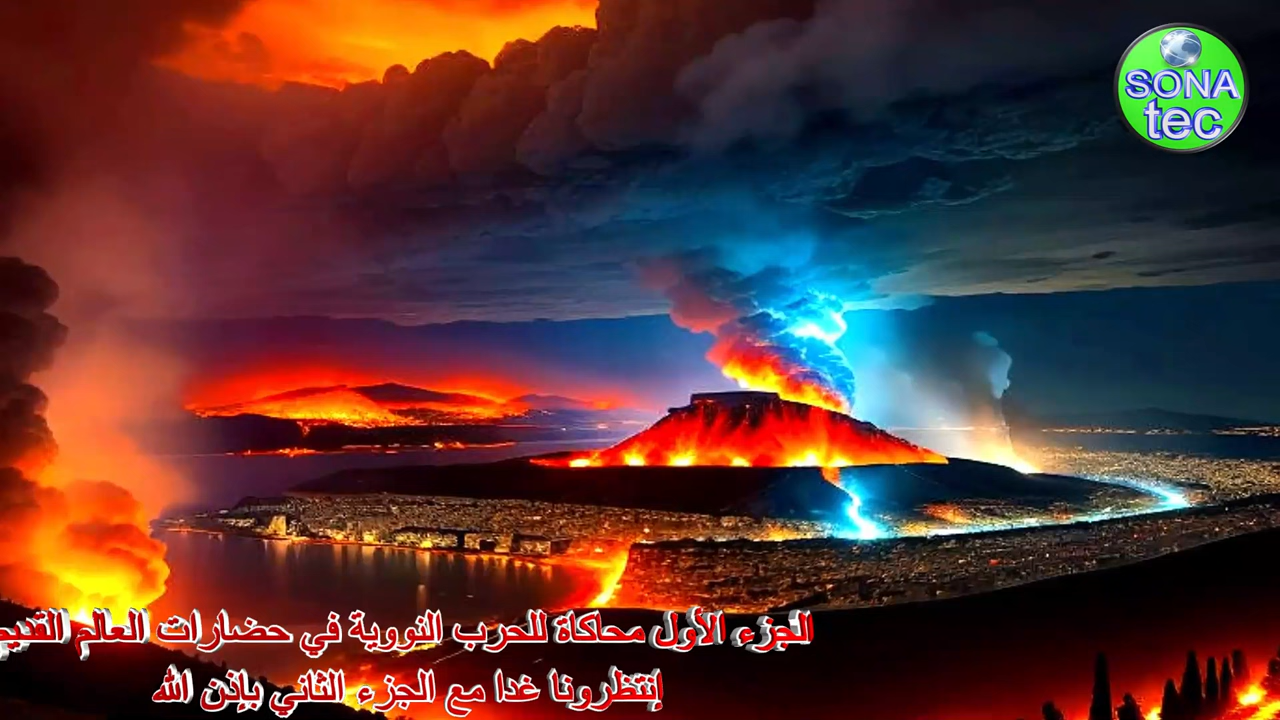 SONA
tec
الجزء الأول محاكاة للحرب النووية في حضارات العالم القديم
إنتظرونا غدا مع الجزء الثاني بإذن الله